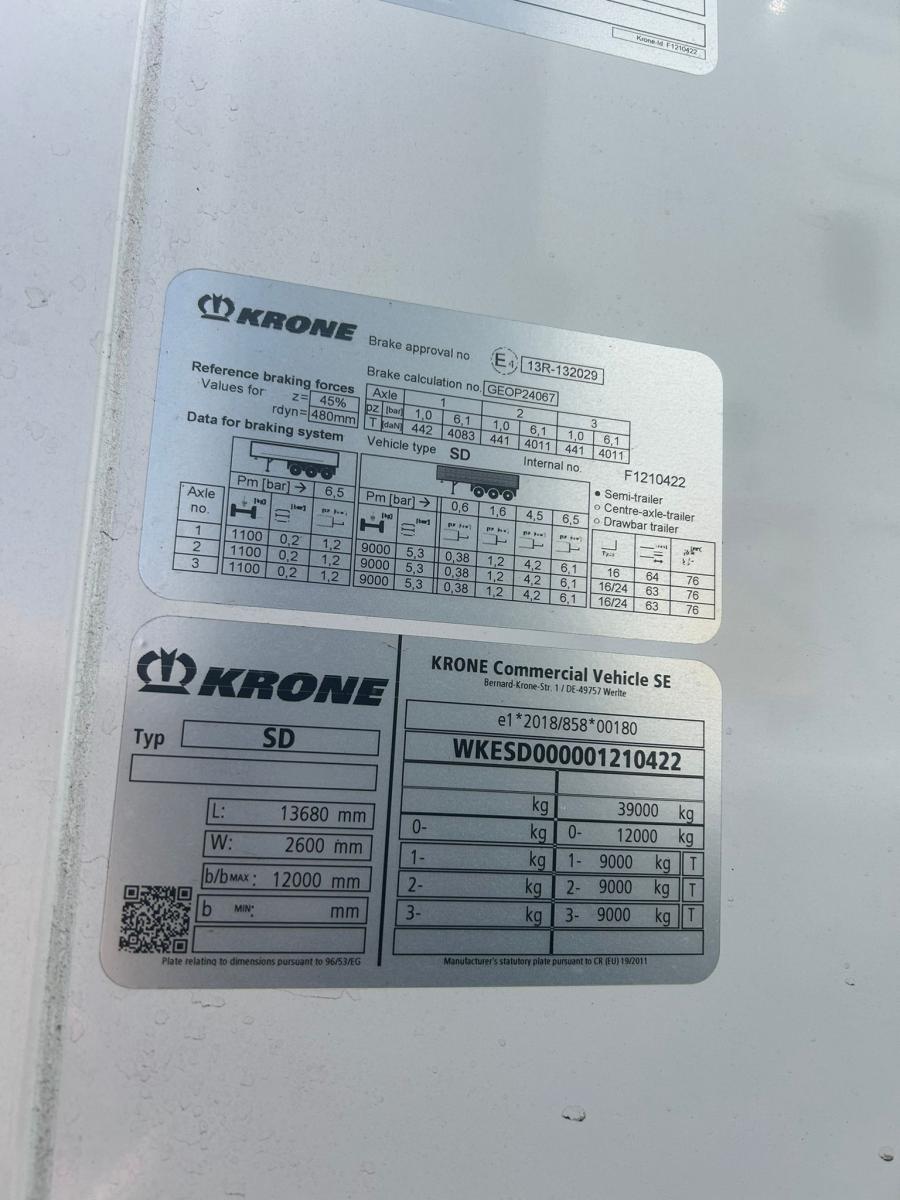 Krone-Id F1210422
KRONE
Brake approval no E 13R-132029
Brake calculation no. GEOP24067
Reference braking forces
Values for z= 45%
rdyn= 480mm
Axle 1 2 3
pz [bar] 1,0 6,1 1,0 6,1 1,0 6,1
T [daN] 442 4083 441 4011 441 4011
Data for braking system
Vehicle type SD
Internal no. F1210422
Pm [bar] → 6,5
Pm [bar] → 0,6 1,6 4,5 6,5
• Semi-trailer
○ Centre-axle-trailer
○ Drawbar trailer
Axle no.
1 1100 0,2 1,2 9000 5,3 0,38 1,2 4,2 6,1 16 64 76
2 1100 0,2 1,2 9000 5,3 0,38 1,2 4,2 6,1 16/24 63 76
3 1100 0,2 1,2 9000 5,3 0,38 1,2 4,2 6,1 16/24 63 76
KRONE
Typ SD
L: 13680 mm
W: 2600 mm
b/b MAX: 12000 mm
b MIN: mm
Plate relating to dimensions pursuant to 96/53/EG
KRONE Commercial Vehicle SE
Bernard-Krone-Str. 1 / DE-49757 Werlte
e1*2018/858*00180
WKESD000001210422
kg 39000 kg
0- kg 0- 12000 kg
1- kg 1- 9000 kg T
2- kg 2- 9000 kg T
3- kg 3- 9000 kg T
Manufacturer's statutory plate pursuant to CR (EU) 19/2011